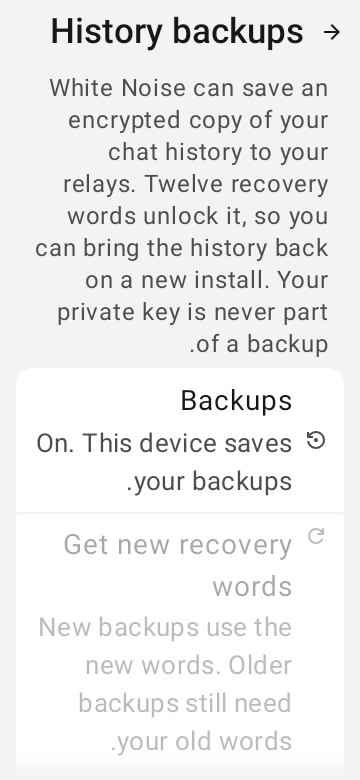 History backups
White Noise can save an
encrypted copy of your
chat history to your
relays. Twelve recovery
words unlock it, so you
can bring the history back
on a new install. Your
private key is never part
.of a backup
Backups
On. This device saves
.your backups
Get new recovery
words
New backups use the
new words. Older
backups still need
.your old words